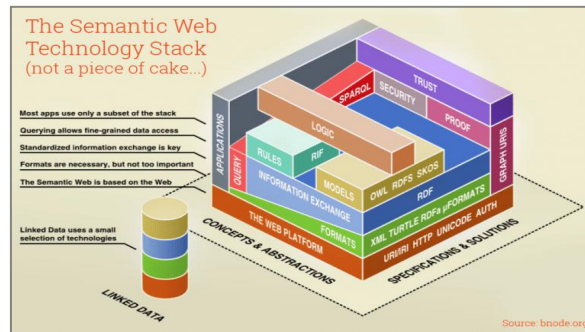 The Semantic Web
Technology Stack
(not a piece of cake...)
Most apps use only a subset of the stack
Querying allows fine-grained data access
Standardized information exchange is key
Formats are necessary, but not too important
The Semantic Web is based on the Web
Linked Data uses a small
selection of technologies
LINKED DATA
APPLICATIONS
QUERY
SPARQL
LOGIC
RULES
RIF
INFORMATION EXCHANGE
MODELS
FORMATS
THE WEB PLATFORM
CONCEPTS & ABSTRACTIONS
TRUST
SECURITY
PROOF
GRAPH URIS
OWL RDFS SKOS
RDF
XML TURTLE RDFa µFORMATS
URI/IRI HTTP UNICODE AUTH
SPECIFICATIONS & SOLUTIONS
Source: bnode.org